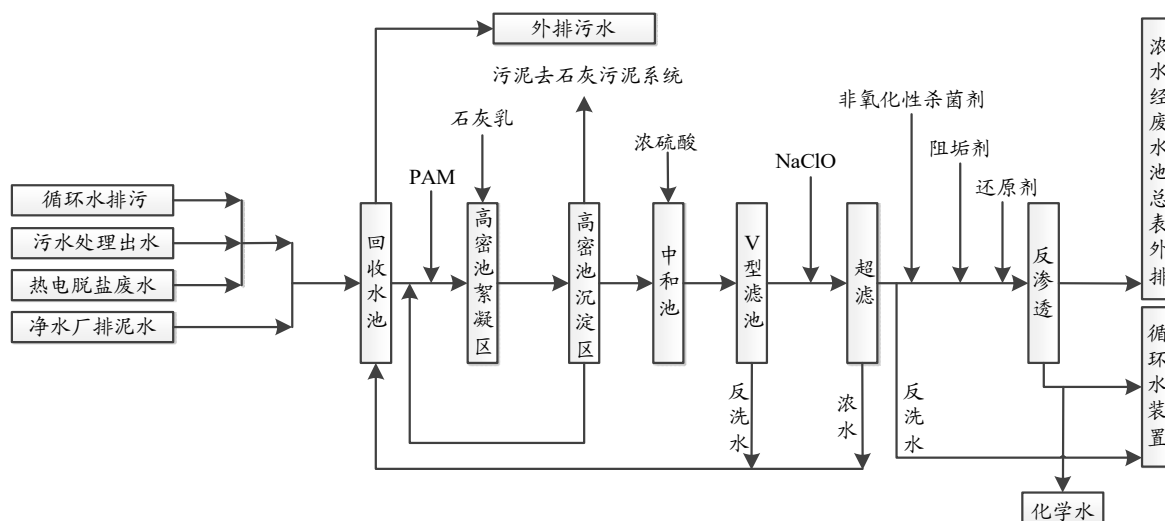 外排污水
污泥去石灰污泥系统
非氧化性杀菌剂
石灰乳
浓硫酸
阻垢剂
NaClO
PAM
还原剂
循环水排污
污水处理出水
热电脱盐废水
净水厂排泥水
回收水池
高密池絮凝区
高密池沉淀区
中和池
V型滤池
超滤
反渗透
浓水经废水池总表外排
循环水装置
反洗水
浓水
反洗水
化学水